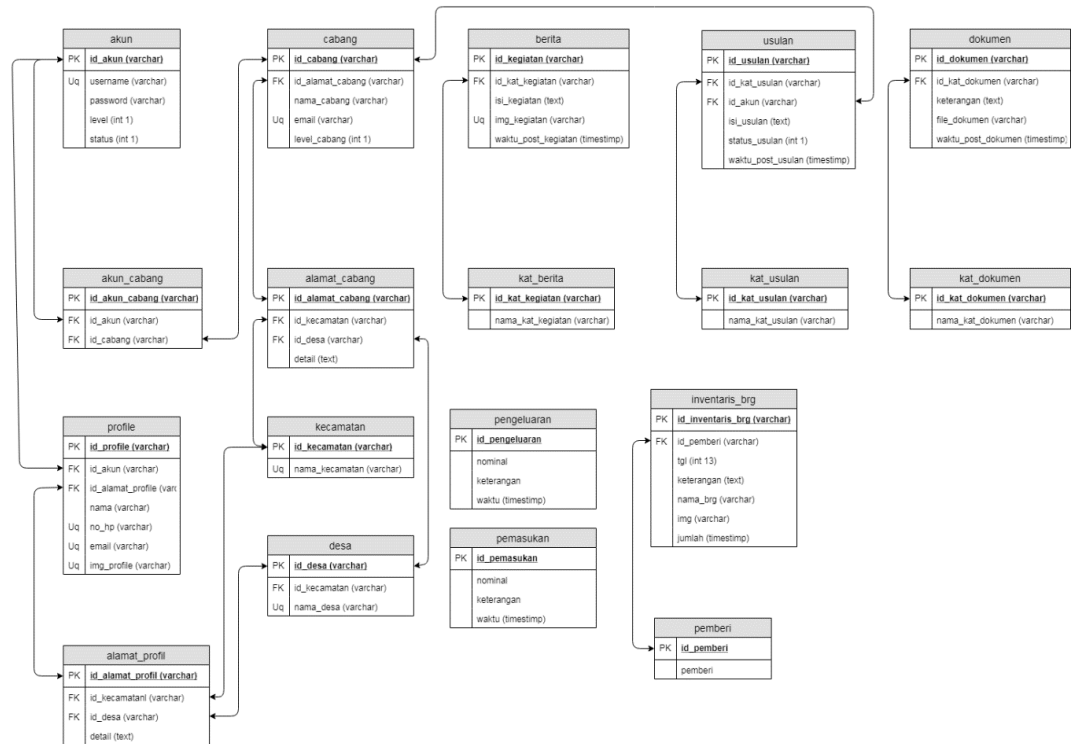 akun
PK id_akun (varchar)
Uq username (varchar)
password (varchar)
level (int 1)
status (int 1)
cabang
PK id_cabang (varchar)
FK id_alamat_cabang (varchar)
nama_cabang (varchar)
Uq email (varchar)
level_cabang (int 1)
berita
PK id_kegiatan (varchar)
FK id_kat_kegiatan (varchar)
isi_kegiatan (text)
Uq img_kegiatan (varchar)
waktu_post_kegiatan (timestimp)
usulan
PK id_usulan (varchar)
FK id_kat_usulan (varchar)
FK id_akun (varchar)
isi_usulan (text)
status_usulan (int 1)
waktu_post_usulan (timestimp)
dokumen
PK id_dokumen (varchar)
FK id_kat_dokumen (varchar)
keterangan (text)
file_dokumen (varchar)
waktu_post_dokumen (timestimp)
akun_cabang
PK id_akun_cabang (varchar)
FK id_akun (varchar)
FK id_cabang (varchar)
alamat_cabang
PK id_alamat_cabang (varchar)
FK id_kecamatan (varchar)
FK id_desa (varchar)
detail (text)
kat_berita
PK id_kat_kegiatan (varchar)
nama_kat_kegiatan (varchar)
kat_usulan
PK id_kat_usulan (varchar)
nama_kat_usulan (varchar)
kat_dokumen
PK id_kat_dokumen (varchar)
nama_kat_dokumen (varchar)
profile
PK id_profile (varchar)
FK id_akun (varchar)
FK id_alamat_profile (varc
nama (varchar)
Uq no_hp (varchar)
Uq email (varchar)
Uq img_profile (varchar)
kecamatan
PK id_kecamatan (varchar)
Uq nama_kecamatan (varchar)
pengeluaran
PK id_pengeluaran
nominal
keterangan
waktu (timestimp)
inventaris_brg
PK id_inventaris_brg (varchar)
FK id_pemberi (varchar)
tgl (int 13)
keterangan (text)
nama_brg (varchar)
img (varchar)
jumlah (timestimp)
desa
PK id_desa (varchar)
FK id_kecamatan (varchar)
Uq nama_desa (varchar)
pemasukan
PK id_pemasukan
nominal
keterangan
waktu (timestimp)
pemberi
PK id_pemberi
pemberi
alamat_profil
PK id_alamat_profil (varchar)
FK id_kecamatanl (varchar)
FK id_desa (varchar)
detail (text)